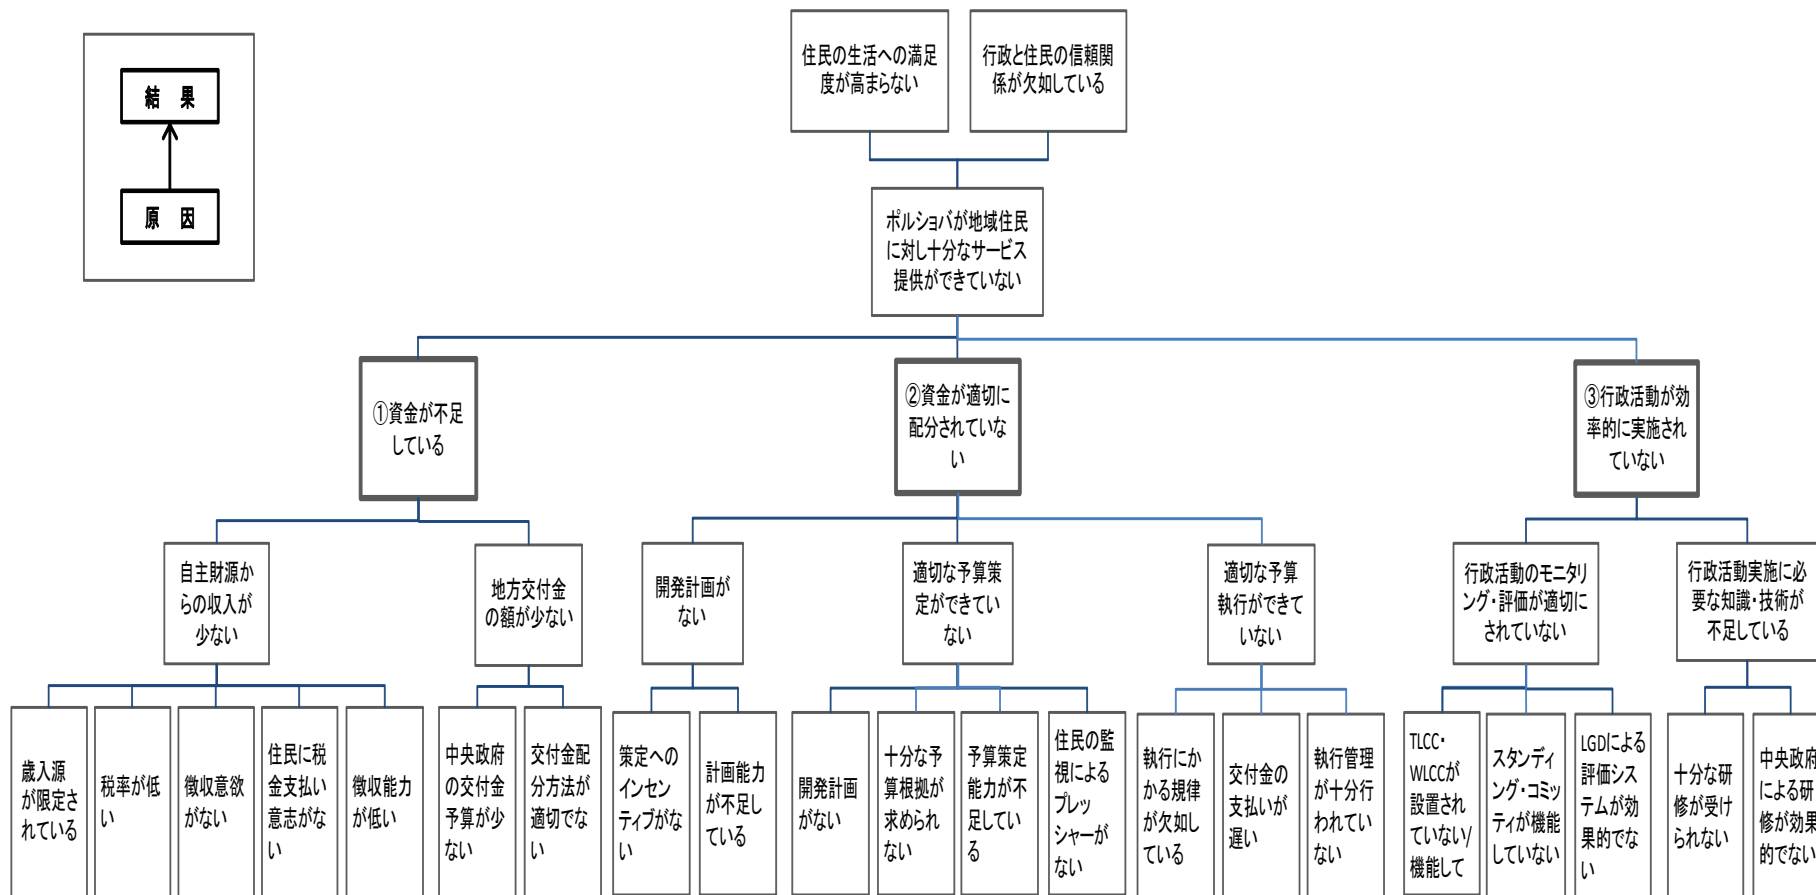 結　果
原　因
住民の生活への満足
度が高まらない
行政と住民の信頼関
係が欠如している
ポルショバが地域住民
に対し十分なサービス
提供ができていない
①資金が不足
している
②資金が適切に
配分されていな
い
③行政活動が効
率的に実施され
ていない
自主財源か
らの収入が
少ない
地方交付金
の額が少ない
開発計画が
ない
適切な予算策
定ができてい
ない
適切な予算
執行ができて
いない
行政活動のモニタリ
ング・評価が適切に
されていない
行政活動実施に必
要な知識・技術が
不足している
歳入源
が限定さ
れている
税率が低
い
徴収意欲
がない
住民に税
金支払い
意志がな
い
徴収能力
が低い
中央政府
の交付金
予算が少
ない
交付金配
分方法が
適切でな
い
策定への
インセン
ティブがな
い
計画能力
が不足し
ている
開発計画
がない
十分な予
算根拠が
求められ
ない
予算策定
能力が不
足してい
る
住民の監
視による
プレッ
シャーが
ない
執行にか
かる規律
が欠如し
ている
交付金の
支払いが
遅い
執行管理
が十分行
われてい
ない
TLCC・
WLCCが
設置され
ていない/
機能して
スタンディ
ング・コミッ
ティが機能
していない
LGDによる
評価シス
テムが効
果的でな
い
十分な研
修が受け
られない
中央政府
による研
修が効果
的でない